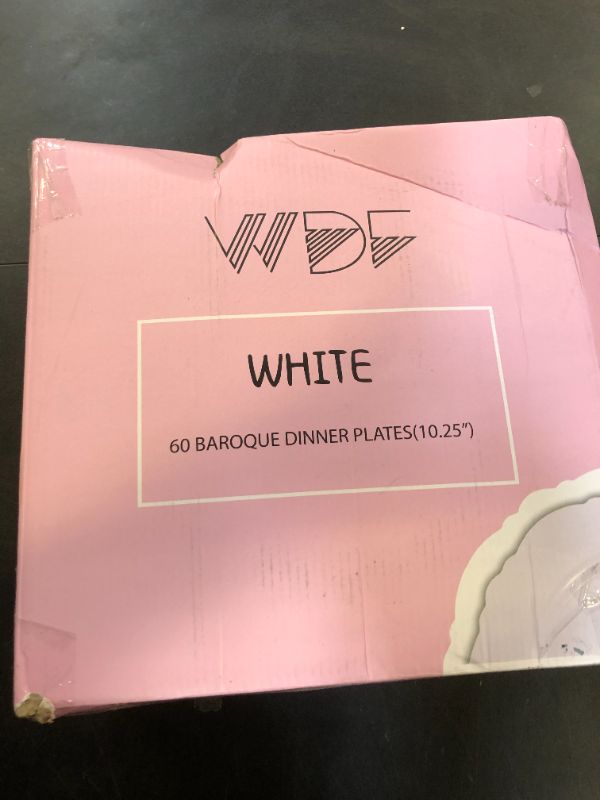 WDF
WHITE
60 BAROQUE DINNER PLATES(10.25")